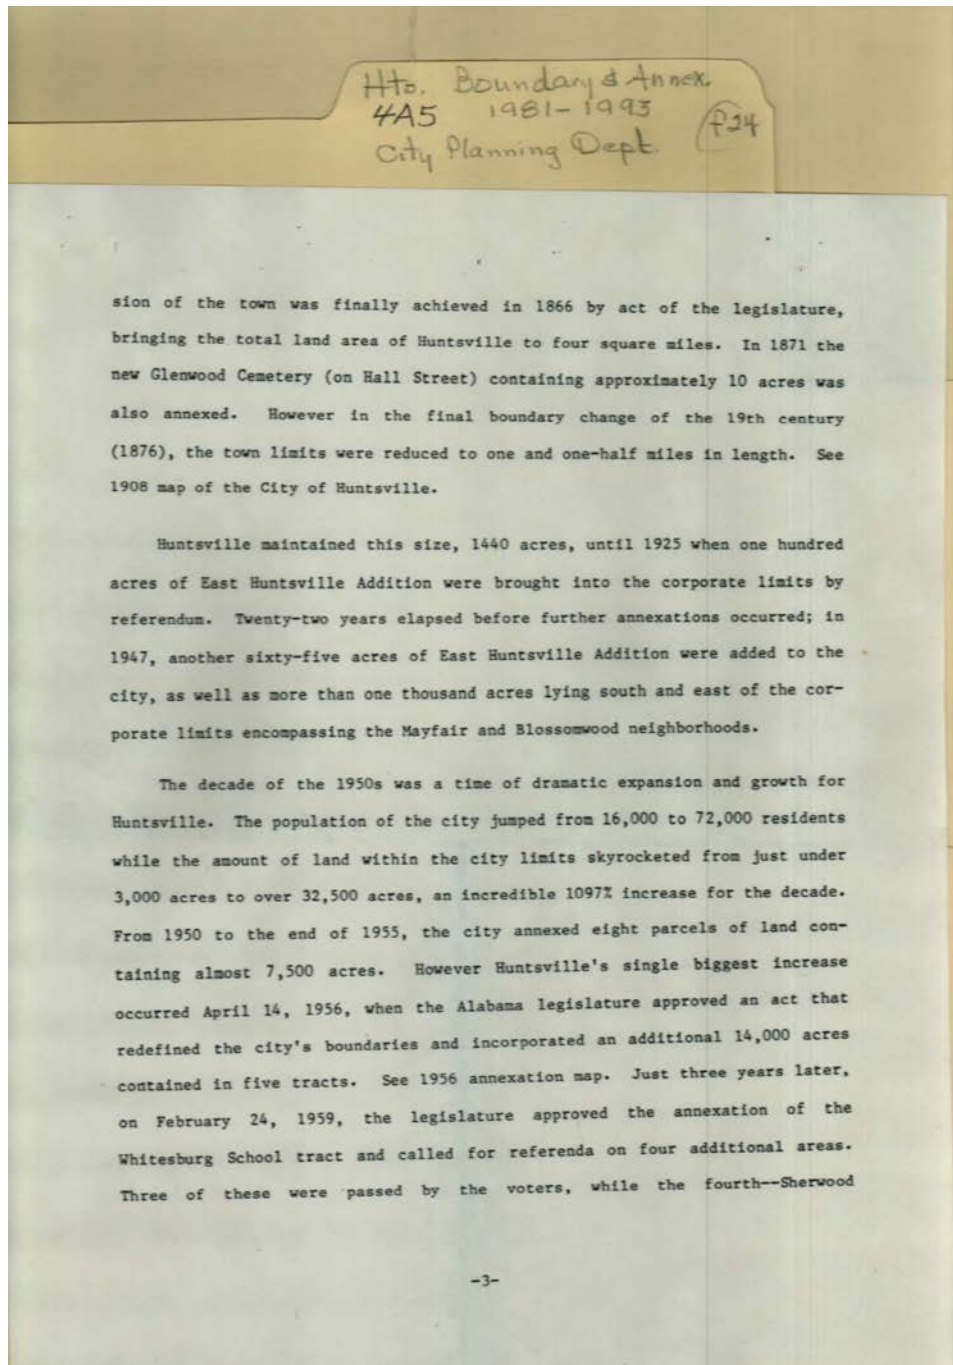 Hto. Boundary & Annex.
4A5 1981-1993
f24
City Planning Dept.
sion of the town was finally achieved in 1866 by act of the legislature,
bringing the total land area of Huntsville to four square miles. In 1871 the
new Glenwood Cemetery (on Hall Street) containing approximately 10 acres was
also annexed. However in the final boundary change of the 19th century
(1876), the town limits were reduced to one and one-half miles in length. See
1908 map of the City of Huntsville.
Huntsville maintained this size, 1440 acres, until 1925 when one hundred
acres of East Huntsville Addition were brought into the corporate limits by
referendum. Twenty-two years elapsed before further annexations occurred; in
1947, another sixty-five acres of East Huntsville Addition were added to the
city, as well as more than one thousand acres lying south and east of the cor-
porate limits encompassing the Mayfair and Blossomwood neighborhoods.
The decade of the 1950s was a time of dramatic expansion and growth for
Huntsville. The population of the city jumped from 16,000 to 72,000 residents
while the amount of land within the city limits skyrocketed from just under
3,000 acres to over 32,500 acres, an incredible 1097% increase for the decade.
From 1950 to the end of 1955, the city annexed eight parcels of land con-
taining almost 7,500 acres. However Huntsville's single biggest increase
occurred April 14, 1956, when the Alabama legislature approved an act that
redefined the city's boundaries and incorporated an additional 14,000 acres
contained in five tracts. See 1956 annexation map. Just three years later,
on February 24, 1959, the legislature approved the annexation of the
Whitesburg School tract and called for referenda on four additional areas.
Three of these were passed by the voters, while the fourth--Sherwood
-3-